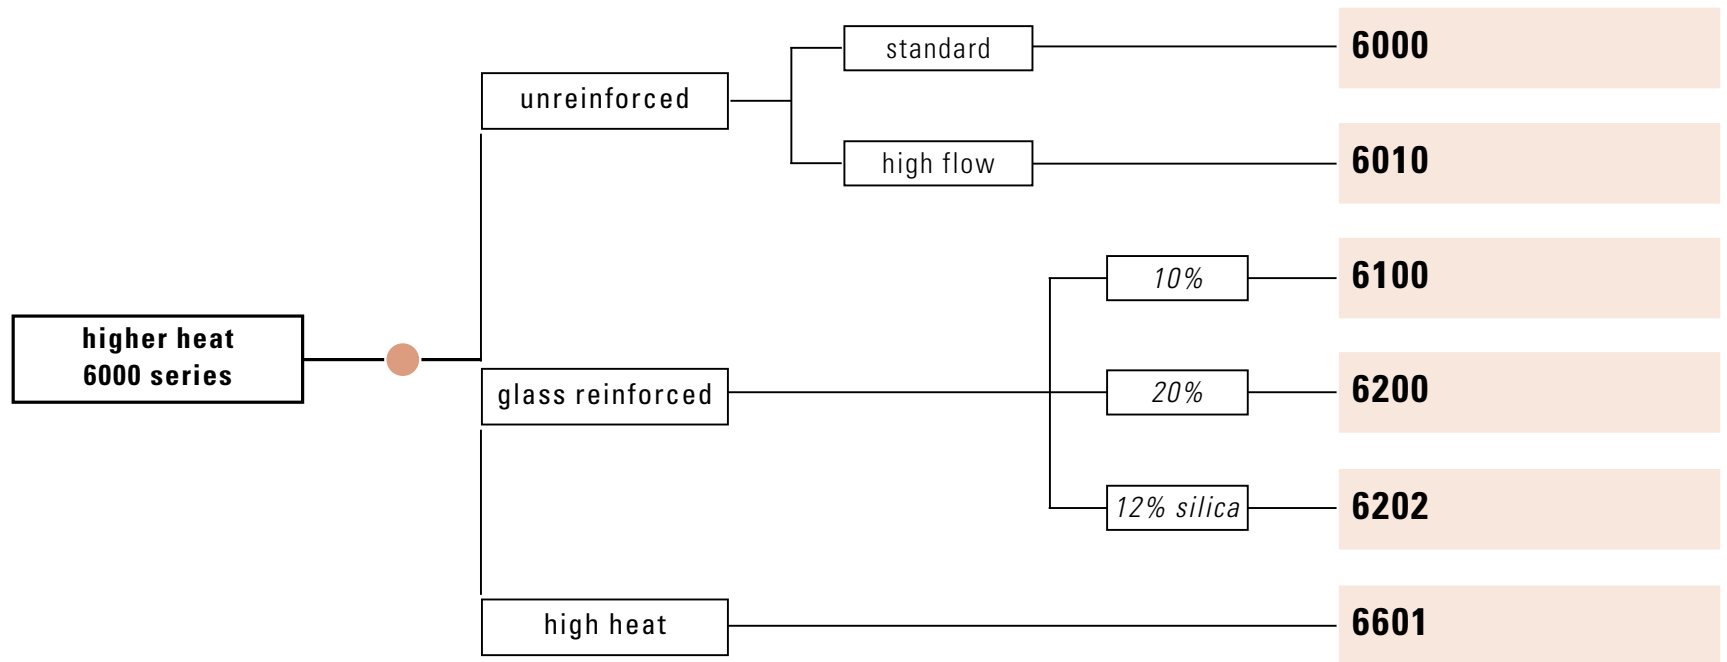 standard
6000
unreinforced
high flow
6010
10%
6100
higher heat
6000 series
glass reinforced
20%
6200
12% silica
6202
high heat
6601